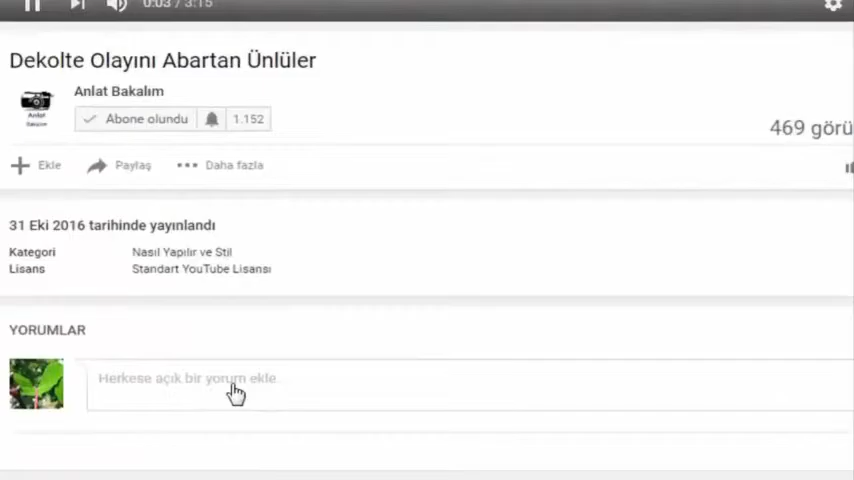 0:03 / 3:15
Dekolte Olayını Abartan Ünlüler
Anlat Bakalım
Anlat
Abone olundu 1.152
469 görü
Ekle Paylaş Daha fazla
31 Eki 2016 tarihinde yayınlandı
Kategori Nasıl Yapılır ve Stil
Lisans Standart YouTube Lisansı
YORUMLAR
Herkese açık bir yorum ekle